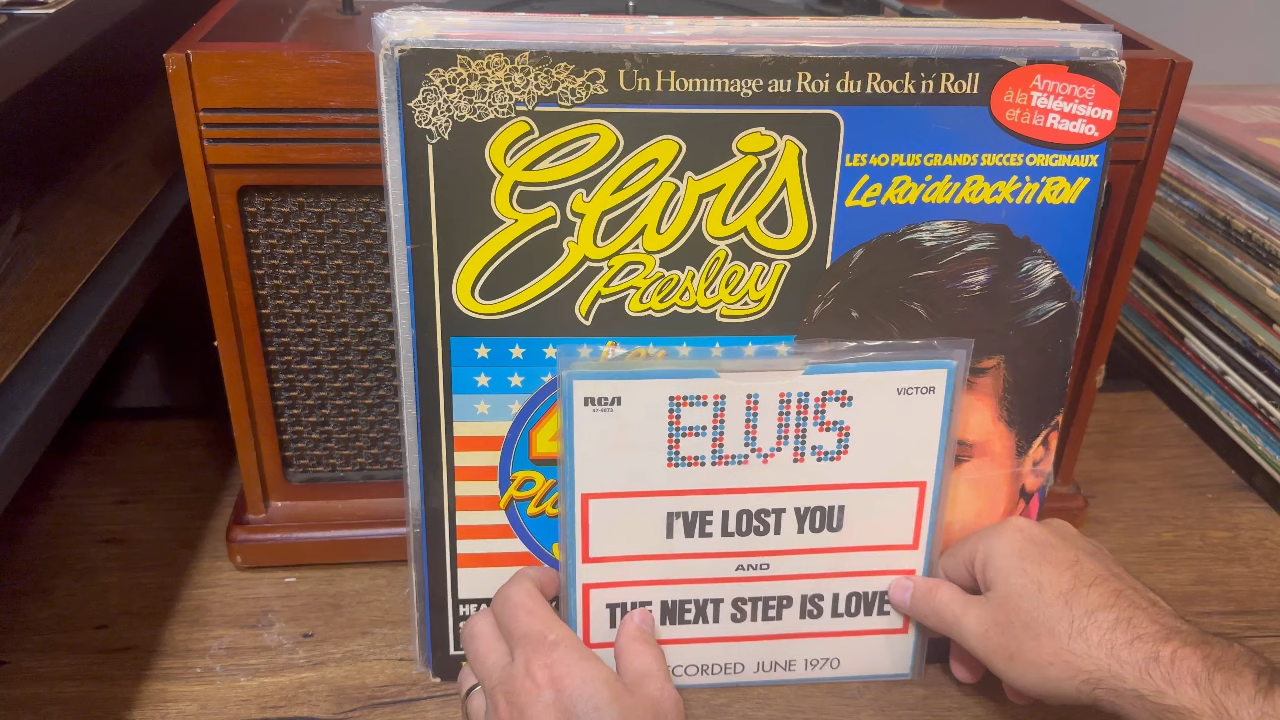 Un Hommage au Roi du Rock 'n' Roll
Annoncé
à la Télévision
et à la Radio.
Elvis
Presley
LES 40 PLUS GRANDS SUCCES ORIGINAUX
Le Roi du Rock 'n' Roll
RCA
VICTOR
ELVIS
I'VE LOST YOU
AND
THE NEXT STEP IS LOVE
RECORDED JUNE 1970